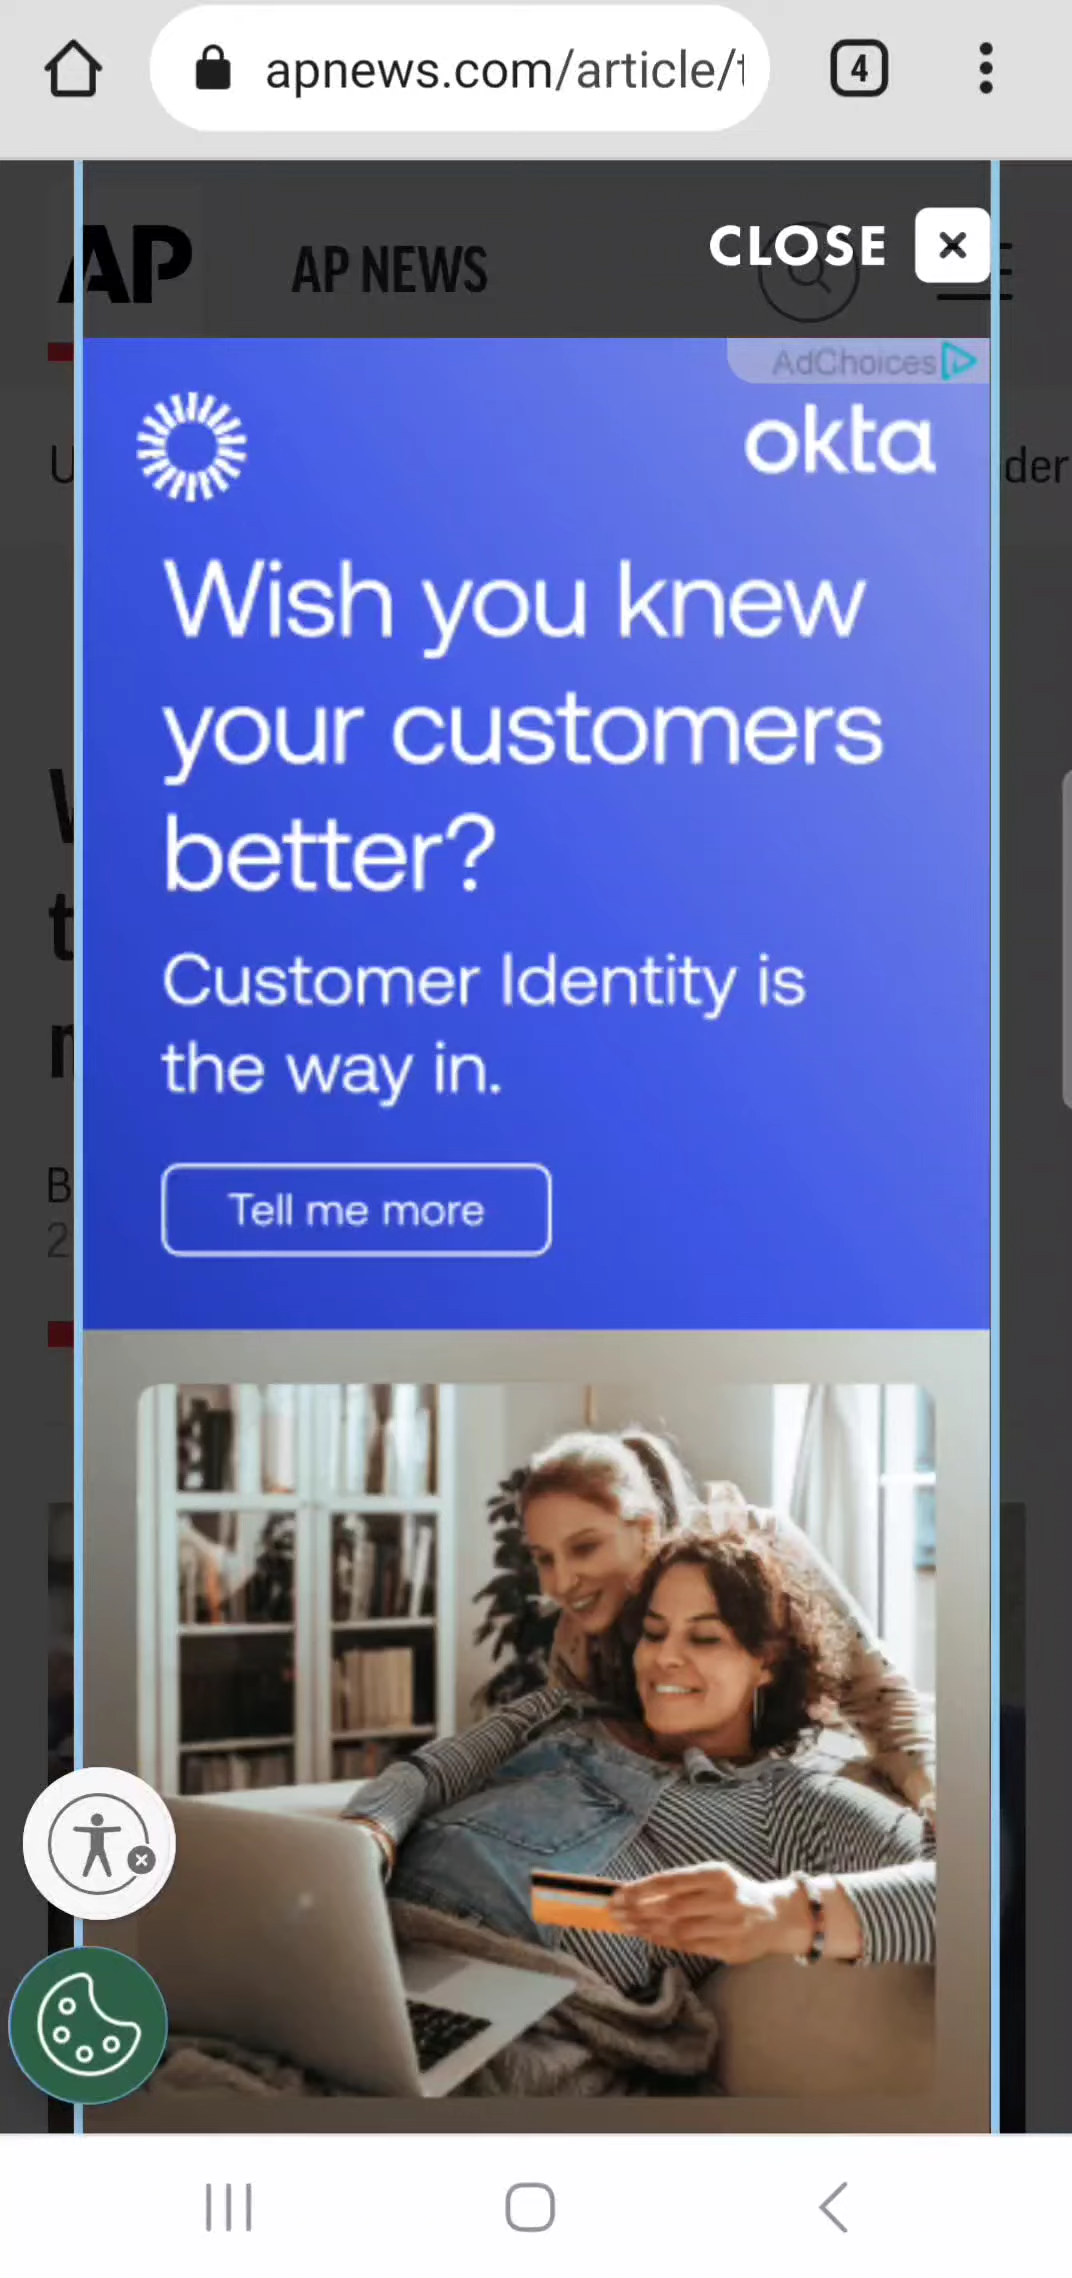 apnews.com/article/
4
AP
AP NEWS
CLOSE
AdChoices
okta
Wish you knew
your customers
better?
Customer Identity is
the way in.
Tell me more